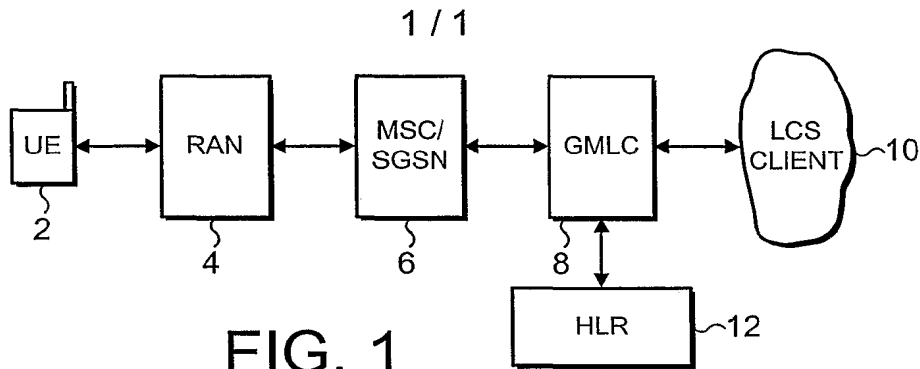 1 / 1
UE
RAN
MSC/
SGSN
GMLC
LCS
CLIENT
10
2
4
6
8
HLR
12
FIG. 1